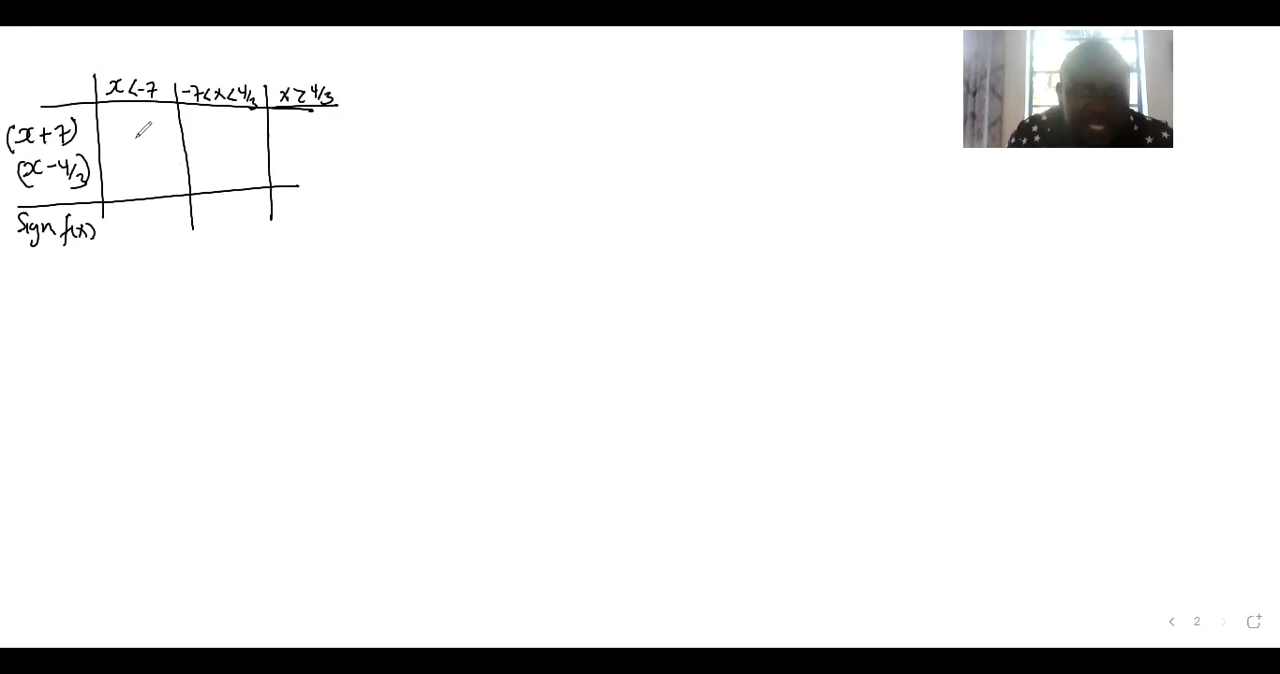 x<-7 -7<x<4/3 x≥4/3
(x+7)
(x-4/3)
Sign f(x)
2